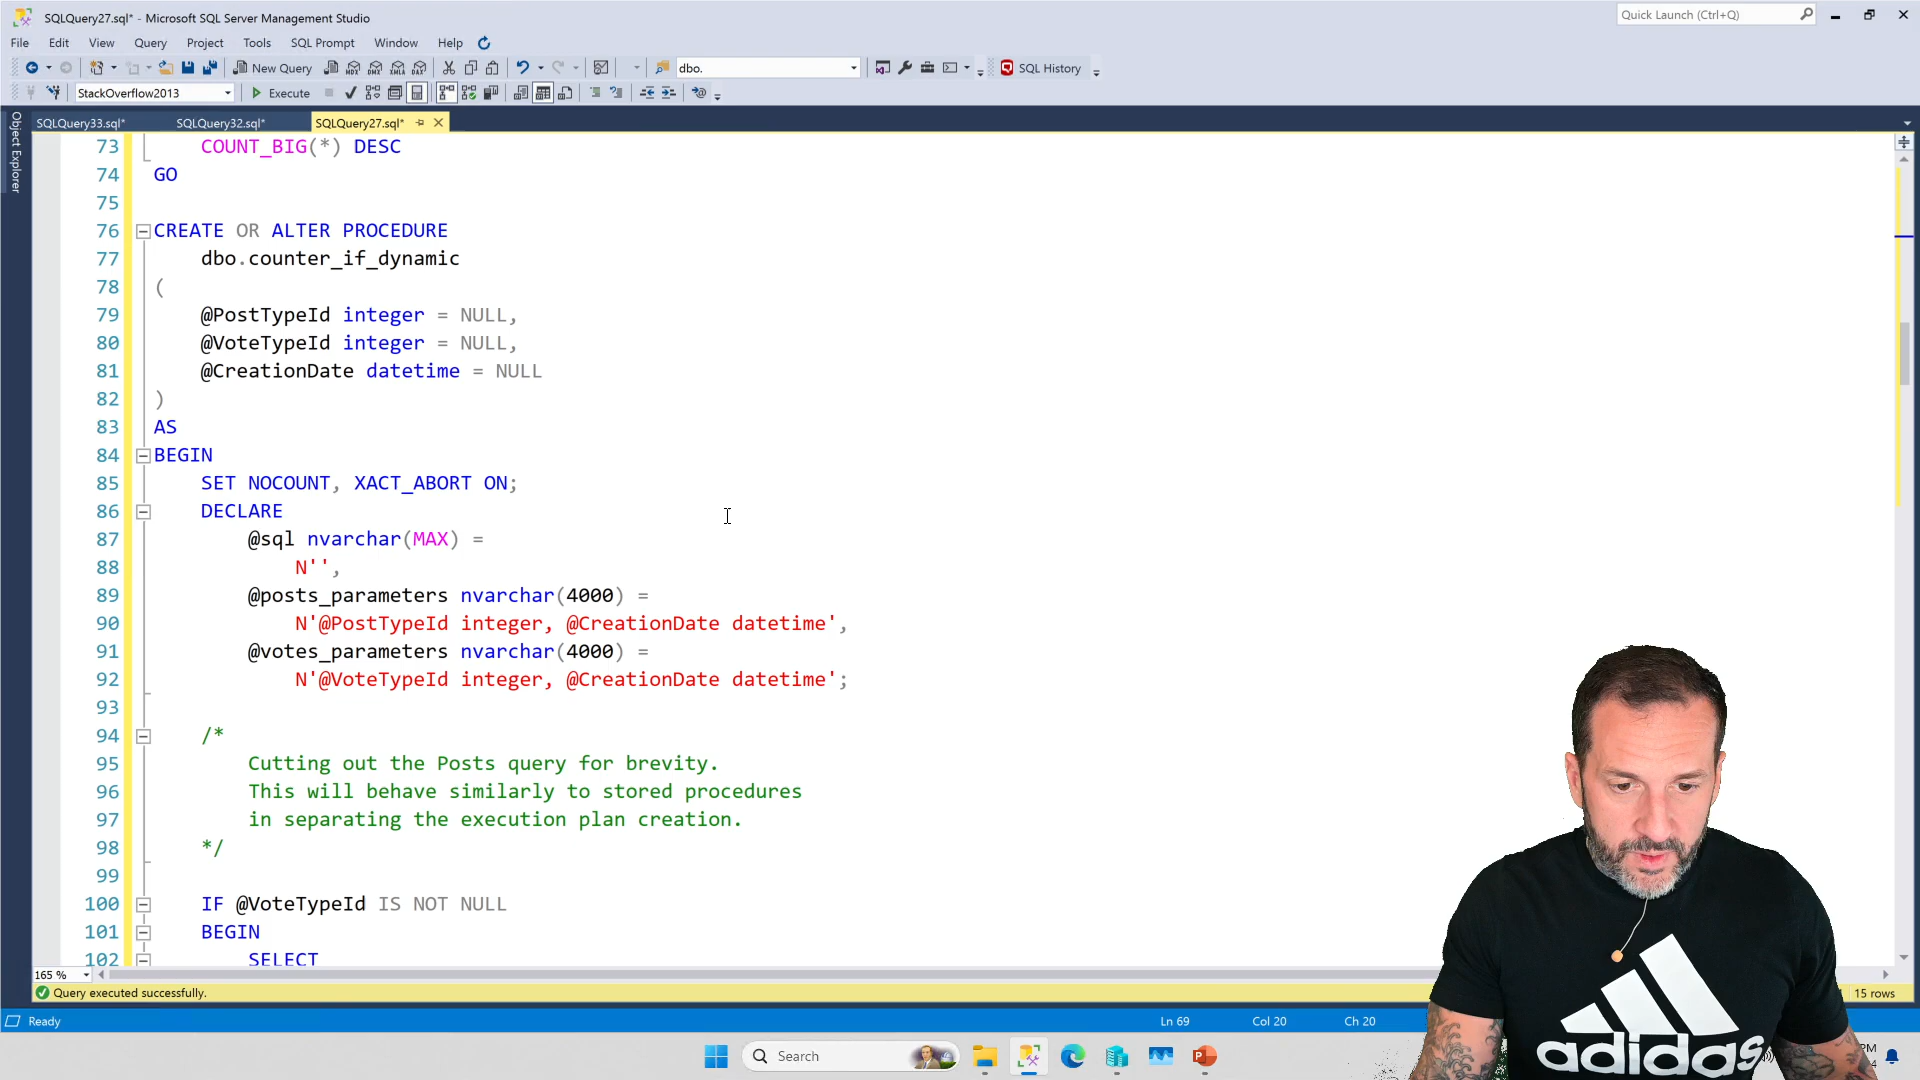 SQLQuery27.sql* - Microsoft SQL Server Management Studio
Quick Launch (Ctrl+Q)
File Edit View Query Project Tools SQL Prompt Window Help
New Query MDX DMX XMLA DAX dbo. SQL History
StackOverflow2013 Execute
SQLQuery33.sql* SQLQuery32.sql* SQLQuery27.sql*
Object Explorer
73 COUNT_BIG(*) DESC
74 GO
75
76 CREATE OR ALTER PROCEDURE
77 dbo.counter_if_dynamic
78 (
79 @PostTypeId integer = NULL,
80 @VoteTypeId integer = NULL,
81 @CreationDate datetime = NULL
82 )
83 AS
84 BEGIN
85 SET NOCOUNT, XACT_ABORT ON;
86 DECLARE
87 @sql nvarchar(MAX) =
88 N'',
89 @posts_parameters nvarchar(4000) =
90 N'@PostTypeId integer, @CreationDate datetime',
91 @votes_parameters nvarchar(4000) =
92 N'@VoteTypeId integer, @CreationDate datetime';
93
94 /*
95 Cutting out the Posts query for brevity.
96 This will behave similarly to stored procedures
97 in separating the execution plan creation.
98 */
99
100 IF @VoteTypeId IS NOT NULL
101 BEGIN
102 SELECT
165 %
Query executed successfully. 15 rows
Ready Ln 69 Col 20 Ch 20
Search
adidas